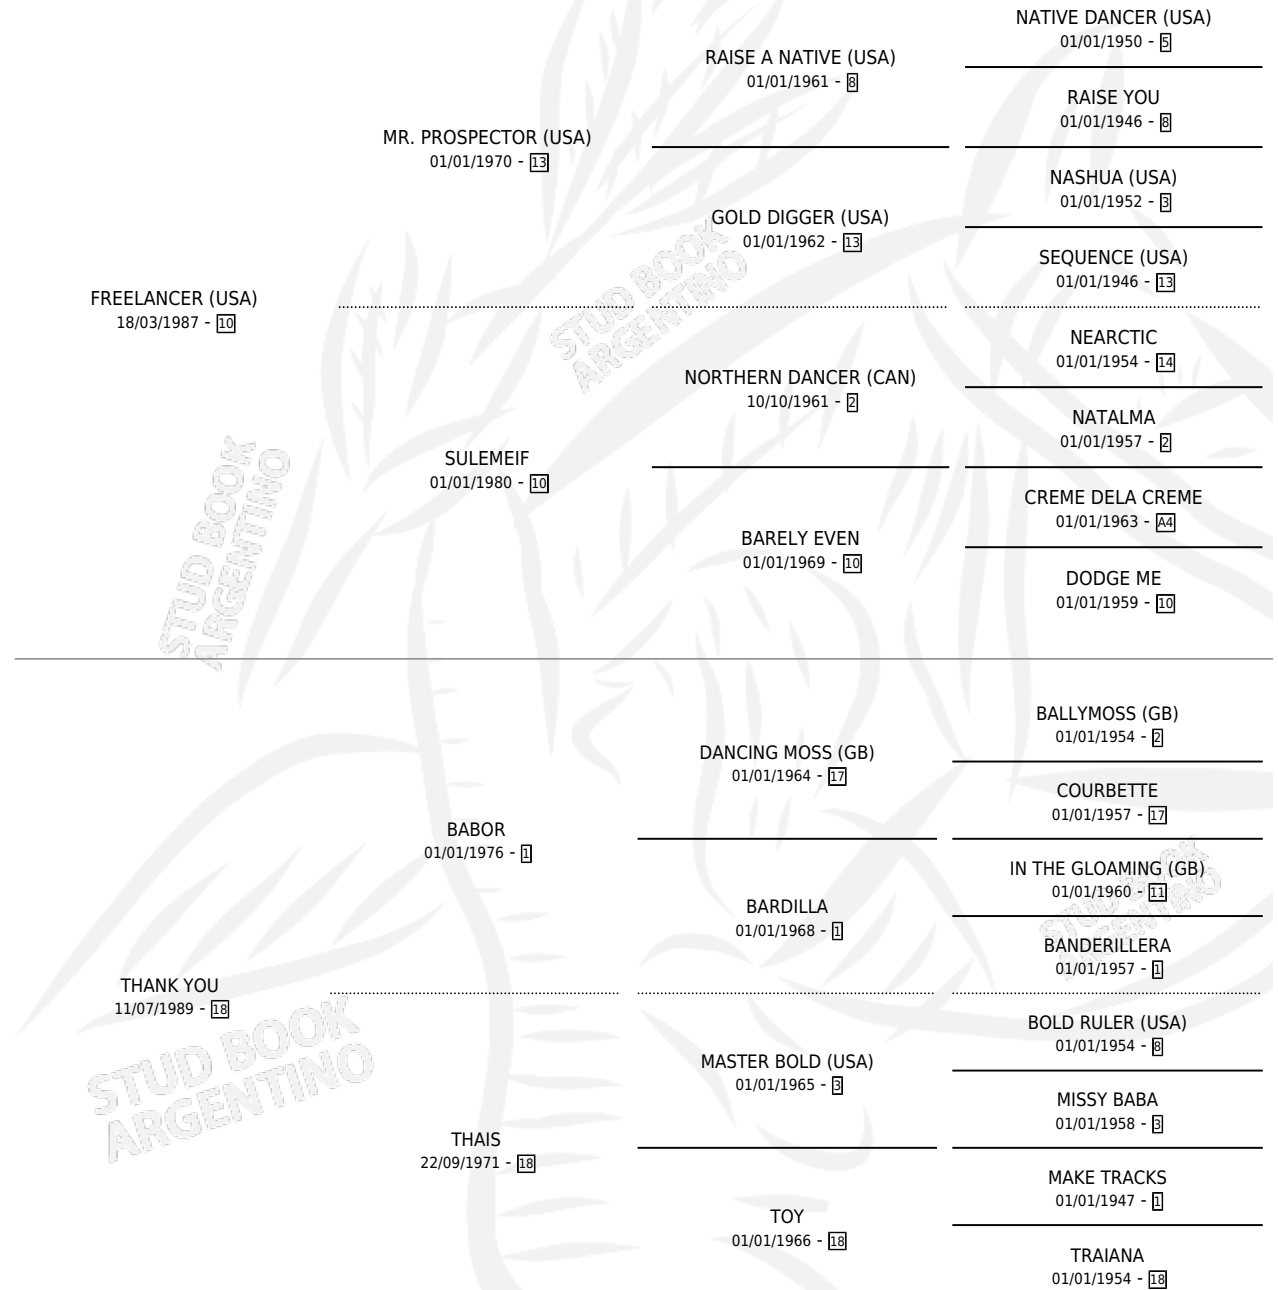 NATIVE DANCER (USA)
01/01/1950 - 5
RAISE A NATIVE (USA)
01/01/1961 - 8
RAISE YOU
01/01/1946 - 8
MR. PROSPECTOR (USA)
01/01/1970 - 13
NASHUA (USA)
01/01/1952 - 3
GOLD DIGGER (USA)
01/01/1962 - 13
SEQUENCE (USA)
01/01/1946 - 13
FREELANCER (USA)
18/03/1987 - 10
STUD BOOK
ARGENTINO
NEARCTIC
01/01/1954 - 14
NORTHERN DANCER (CAN)
10/10/1961 - 2
NATALMA
01/01/1957 - 2
SULEMEIF
01/01/1980 - 10
CREME DELA CREME
01/01/1963 - A4
BARELY EVEN
01/01/1969 - 10
DODGE ME
01/01/1959 - 10
STUD BOOK
ARGENTINO
BALLYMOSS (GB)
01/01/1954 - 2
DANCING MOSS (GB)
01/01/1964 - 17
COURBETTE
01/01/1957 - 17
BABOR
01/01/1976 - 1
IN THE GLOAMING (GB)
01/01/1960 - 11
STUD BOOK
ARGENTINO
BARDILLA
01/01/1968 - 1
BANDERILLERA
01/01/1957 - 1
THANK YOU
11/07/1989 - 18
STUD BOOK
ARGENTINO
BOLD RULER (USA)
01/01/1954 - 8
MASTER BOLD (USA)
01/01/1965 - 3
MISSY BABA
01/01/1958 - 3
THAIS
22/09/1971 - 18
MAKE TRACKS
01/01/1947 - 1
TOY
01/01/1966 - 18
TRAIANA
01/01/1954 - 18